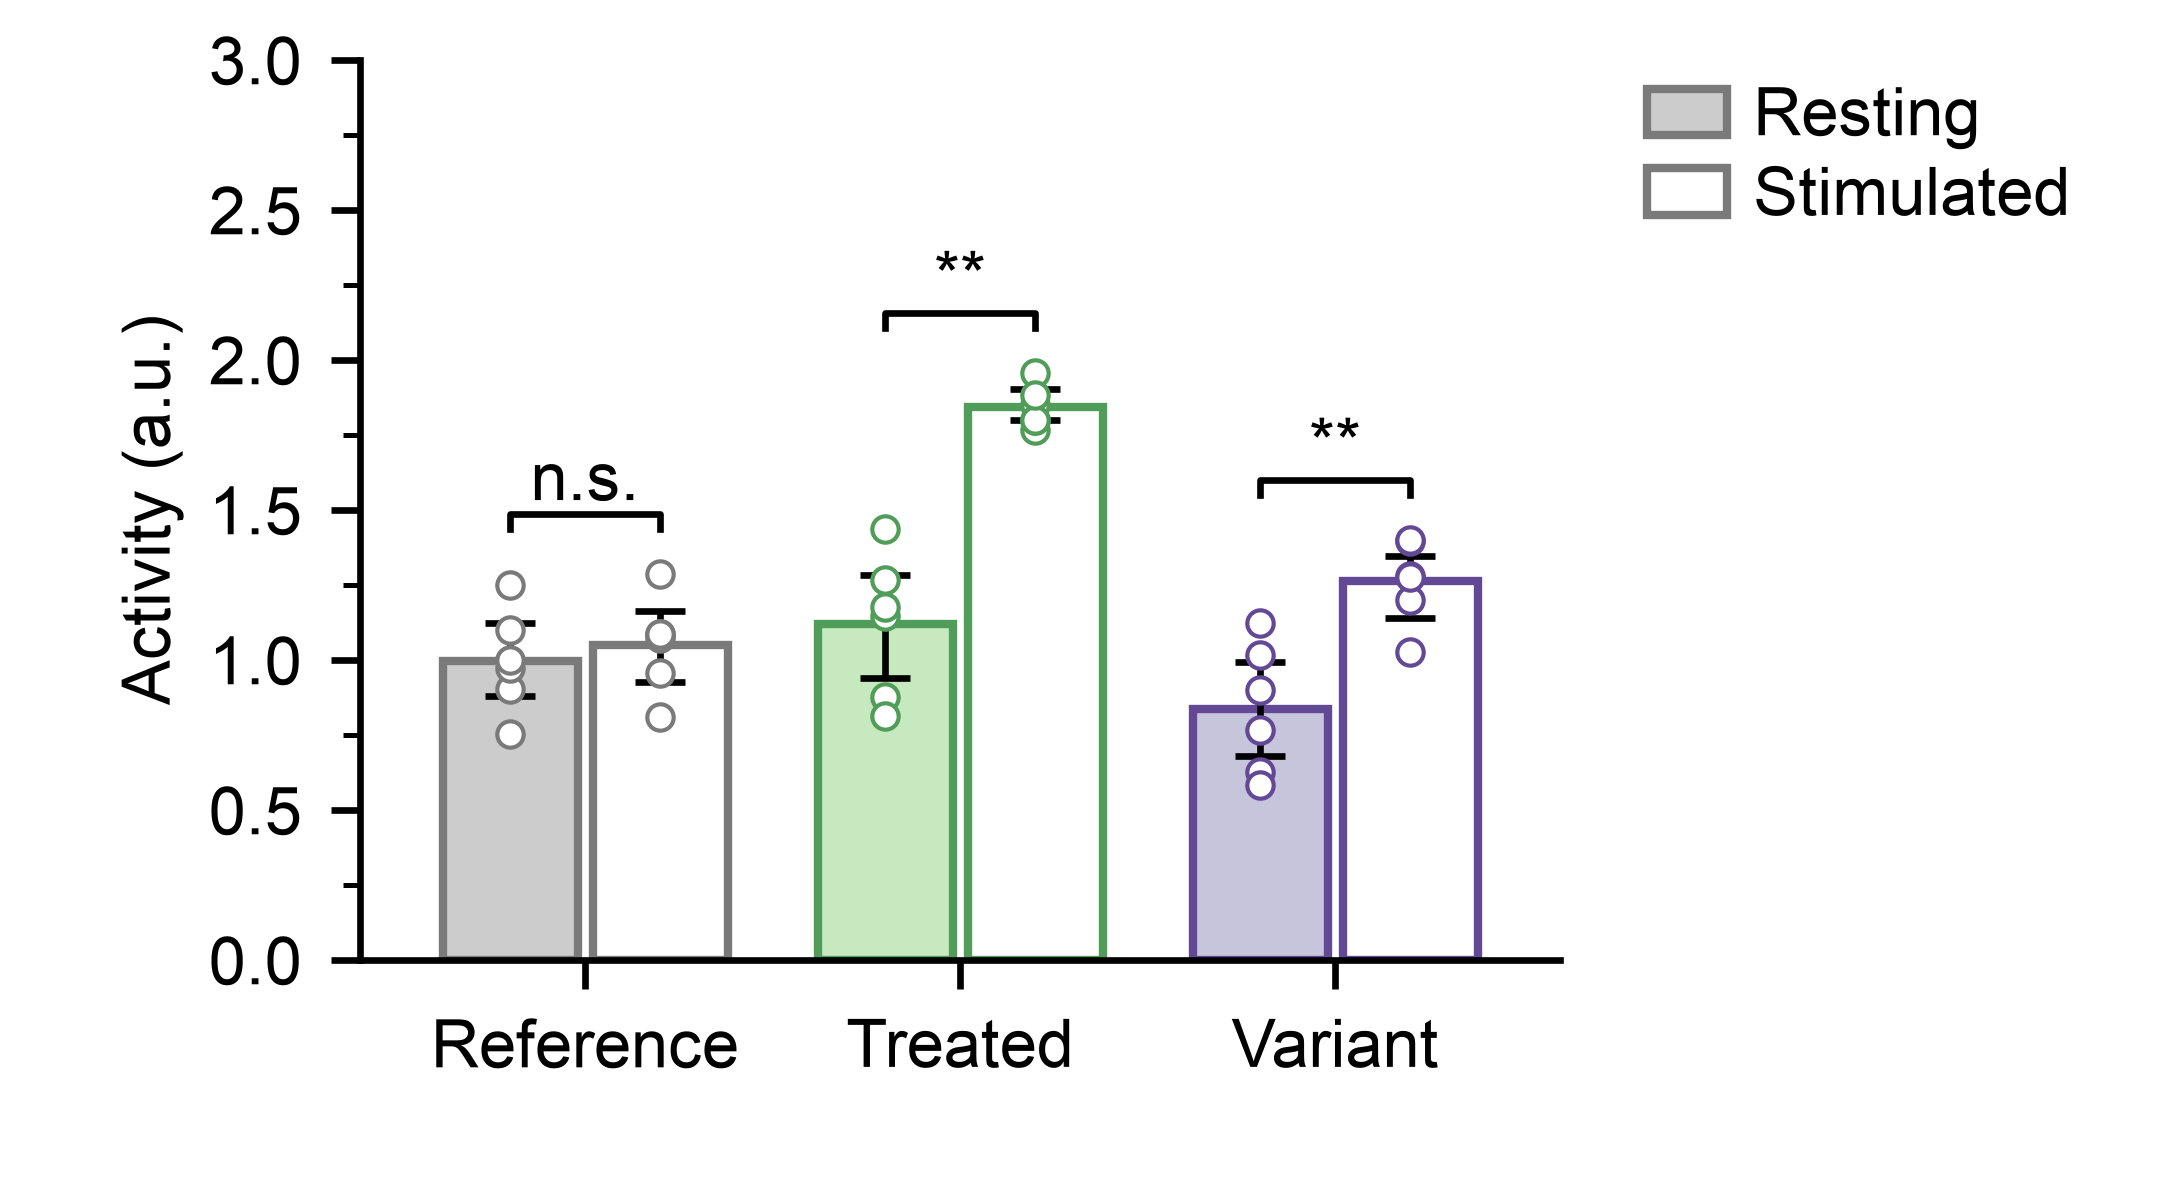 3.0
2.5
2.0
1.5
1.0
0.5
0.0
Activity (a.u.)
n.s.
**
**
Resting
Stimulated
Reference
Treated
Variant